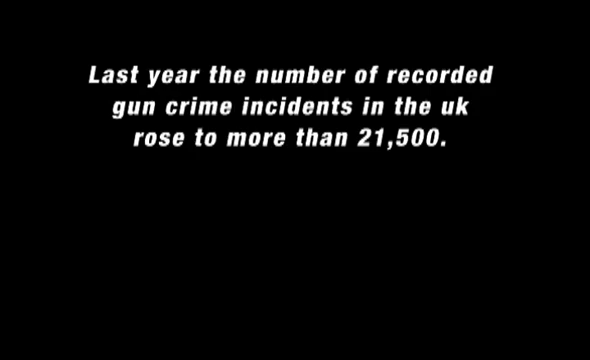 Last year the number of recorded
gun crime incidents in the uk
rose to more than 21,500.